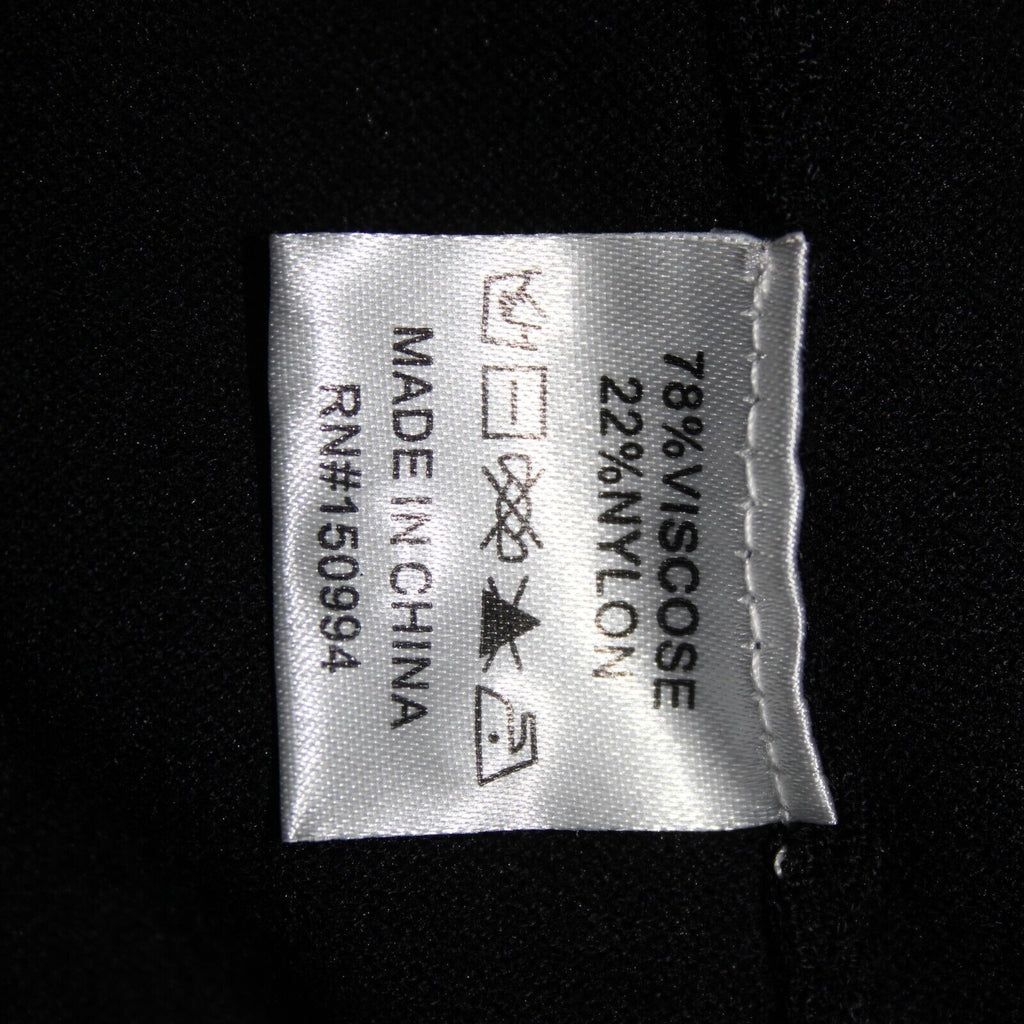 78%VISCOSE
22%NYLON
MADE IN CHINA
RN#150994